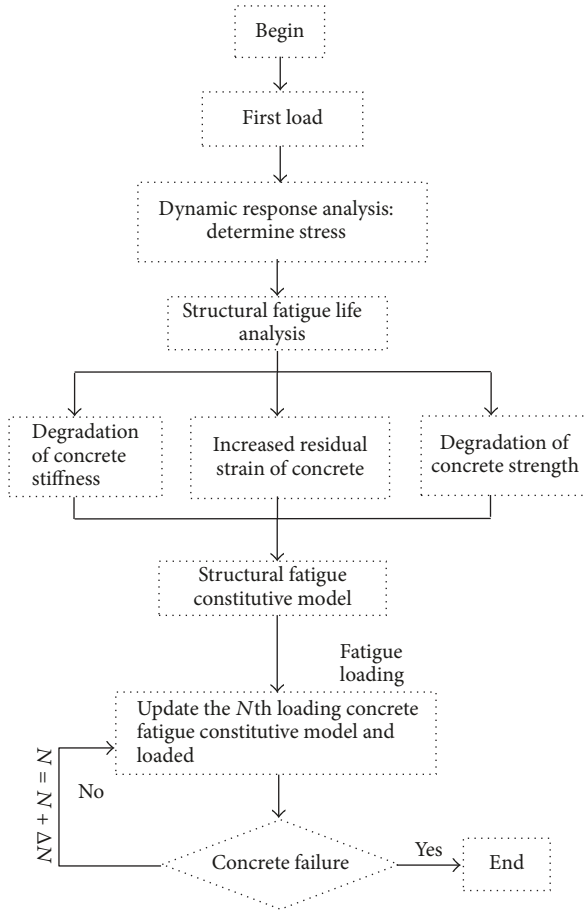 Begin
First load
Dynamic response analysis:
determine stress
Structural fatigue life
analysis
Degradation
of concrete
stiffness
Increased residual
strain of concrete
Degradation of
concrete strength
Structural fatigue
constitutive model
Fatigue
loading
Update the Nth loading concrete
fatigue constitutive model and
loaded
N = N + ΔN
No
Concrete failure
Yes
End